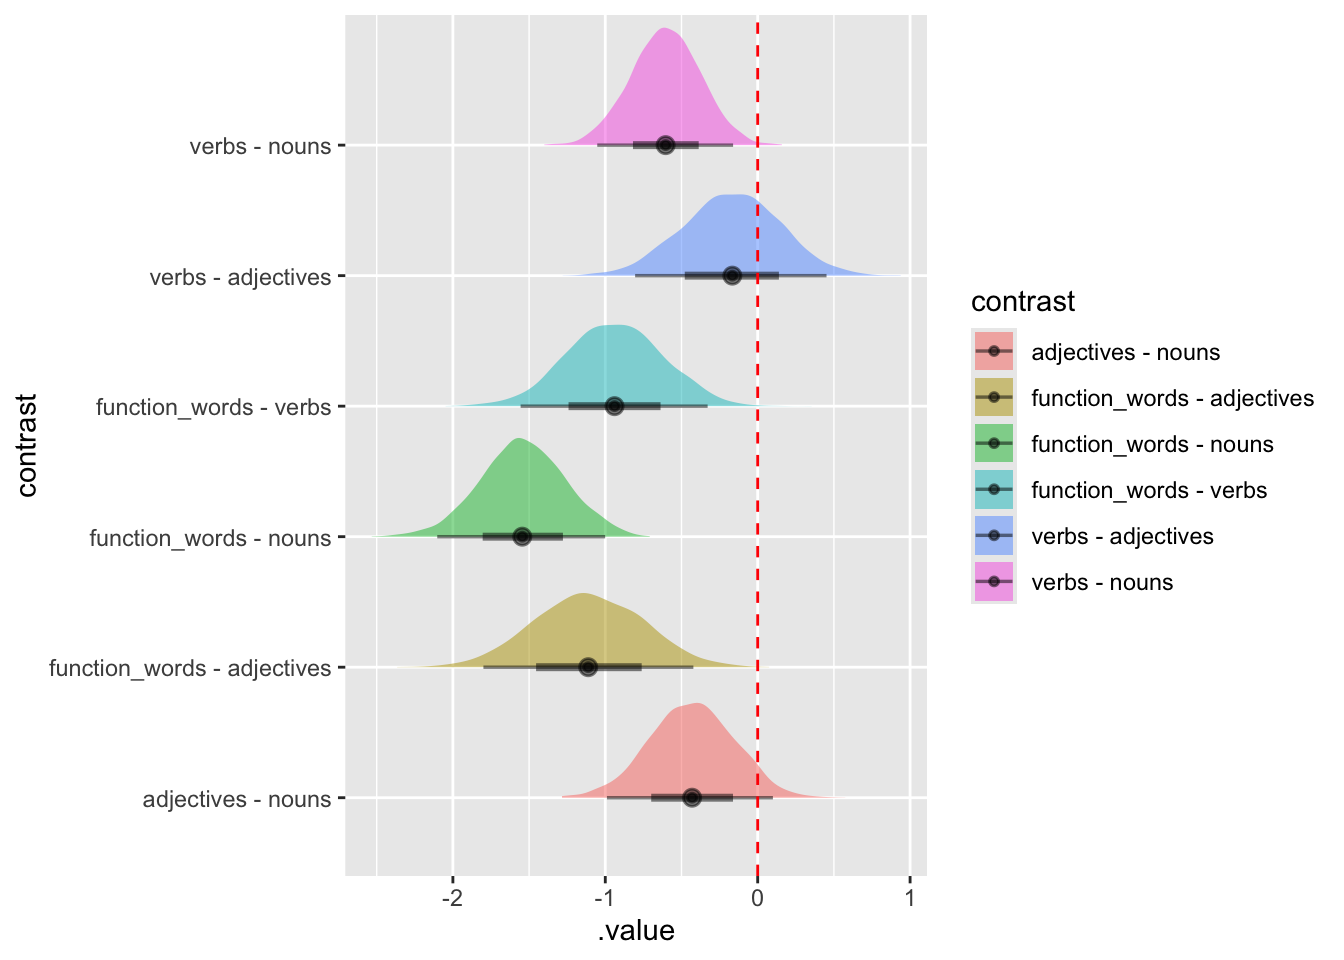 contrast
verbs - nouns
verbs - adjectives
function_words - verbs
function_words - nouns
function_words - adjectives
adjectives - nouns
-2
-1
0
1
.value
contrast
adjectives - nouns
function_words - adjectives
function_words - nouns
function_words - verbs
verbs - adjectives
verbs - nouns